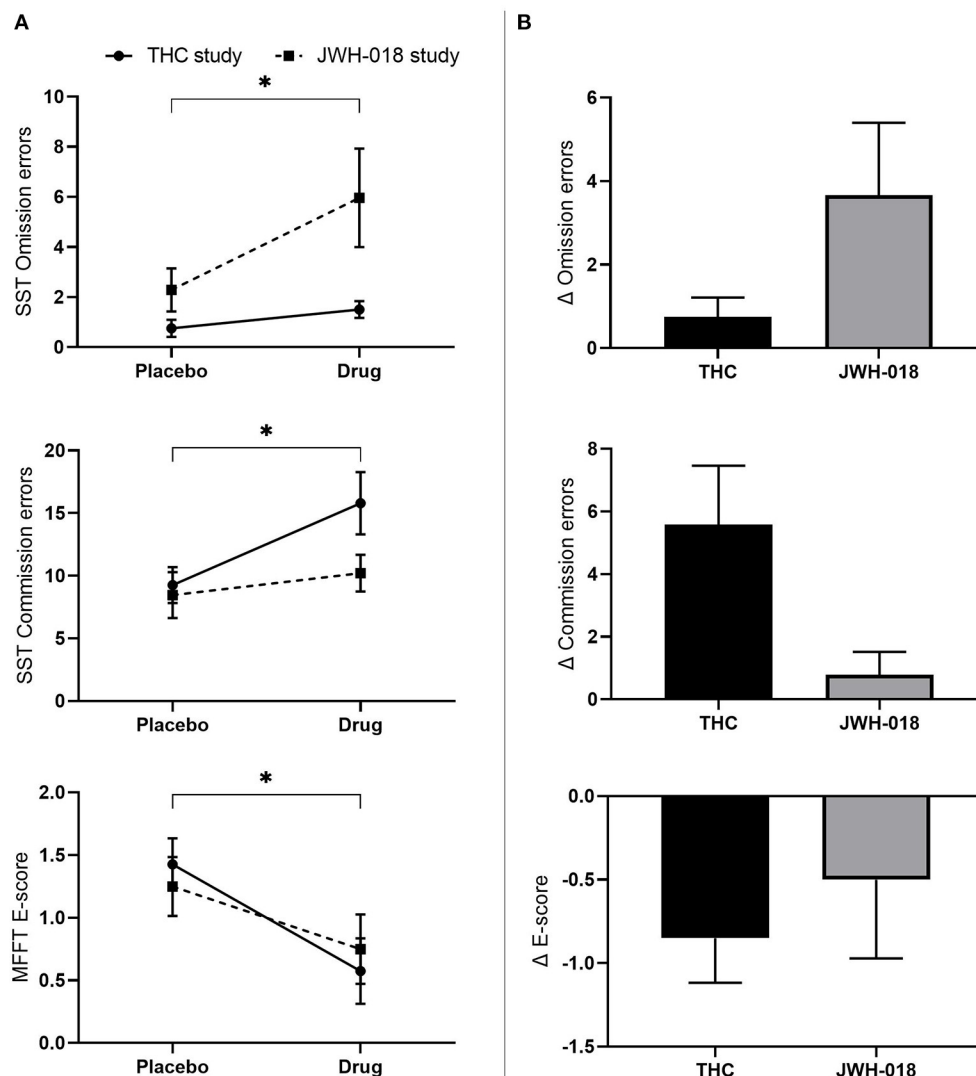 A
THC study
JWH-018 study
*
SST Omission errors
10
8
6
4
2
0
Placebo Drug
*
SST Commission errors
20
15
10
5
0
Placebo Drug
*
MFFT E-score
2.0
1.5
1.0
0.5
0.0
Placebo Drug
B
Δ Omission errors
6
4
2
0
THC JWH-018
Δ Commission errors
8
6
4
2
0
THC JWH-018
Δ E-score
0.0
-0.5
-1.0
-1.5
THC JWH-018